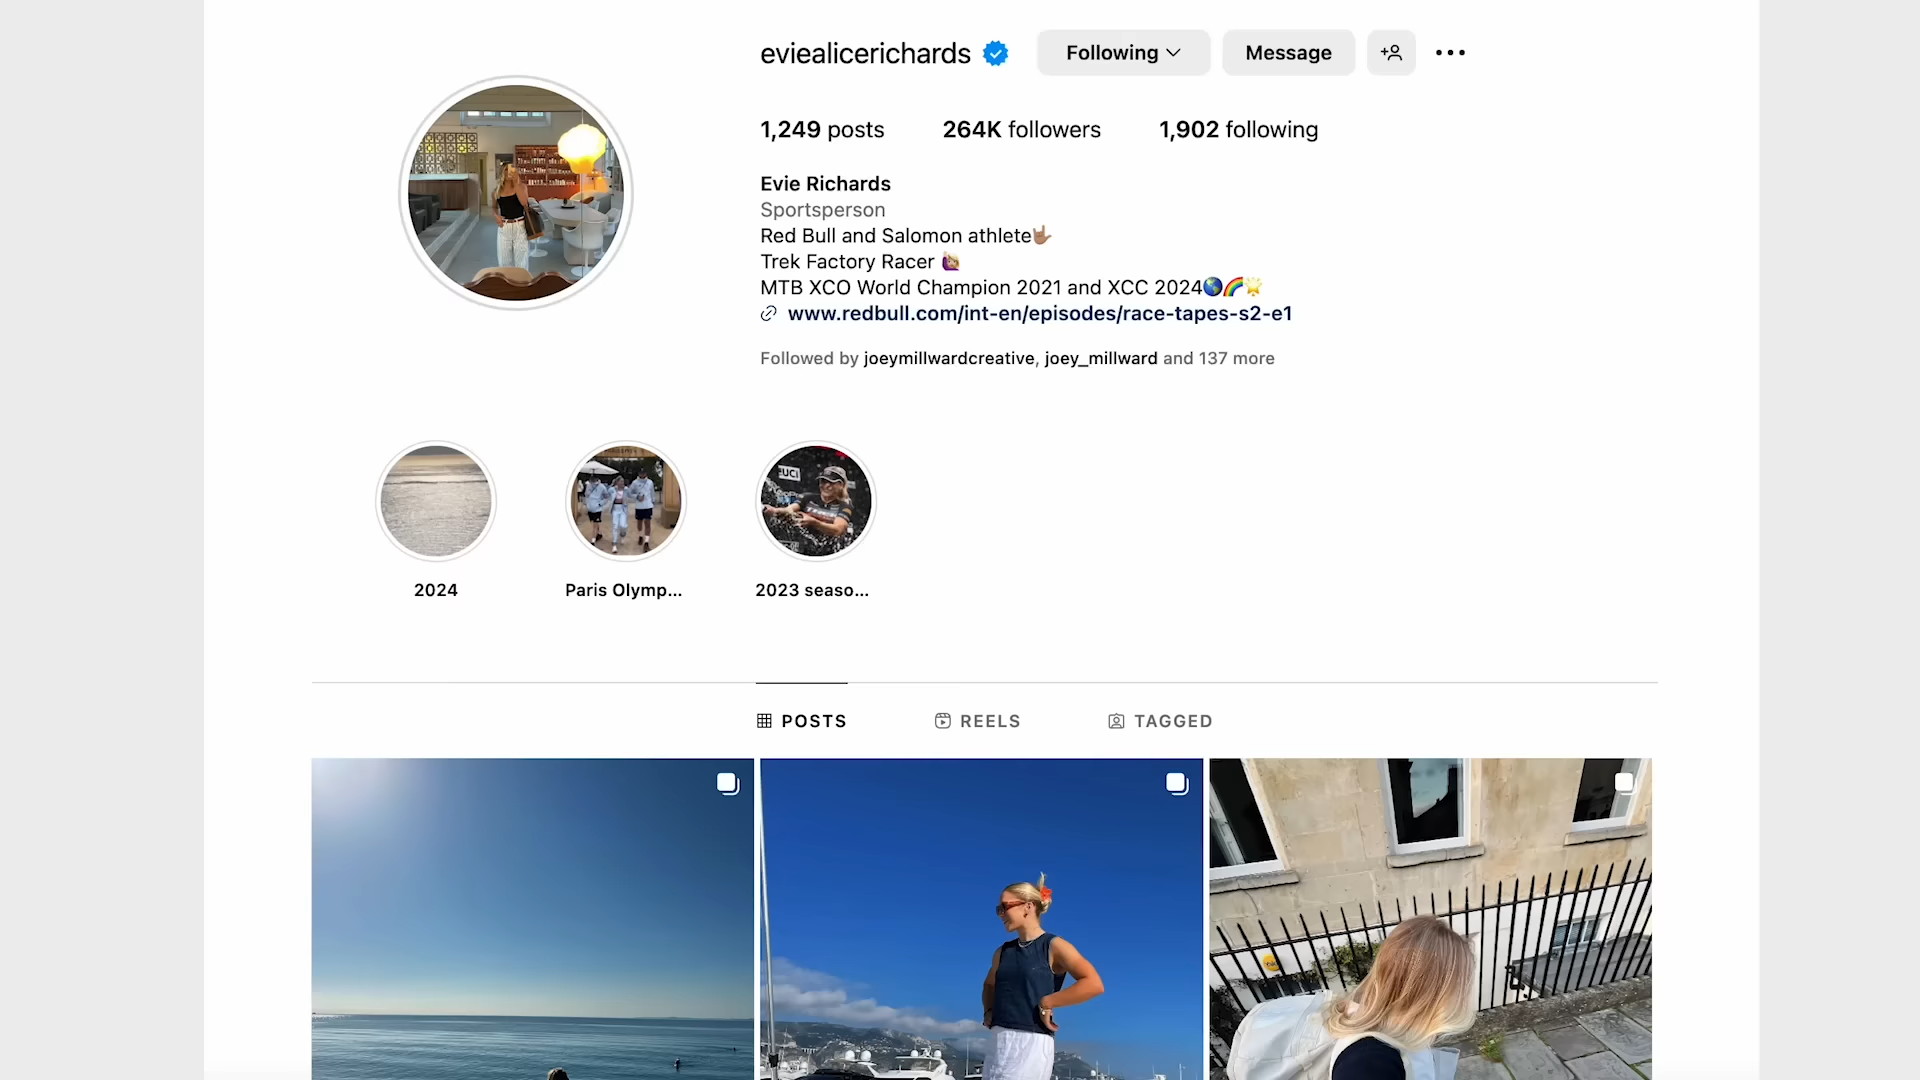 eviealicerichards
Following
Message
1,249 posts
264K followers
1,902 following
Evie Richards
Sportsperson
Red Bull and Salomon athlete🤟🏽
Trek Factory Racer 🙋🏼‍♀️
MTB XCO World Champion 2021 and XCC 2024🌎🌈🌟
www.redbull.com/int-en/episodes/race-tapes-s2-e1
Followed by joeymillwardcreative, joey_millward and 137 more
UCI
2024
Paris Olymp...
2023 seaso...
POSTS
REELS
TAGGED